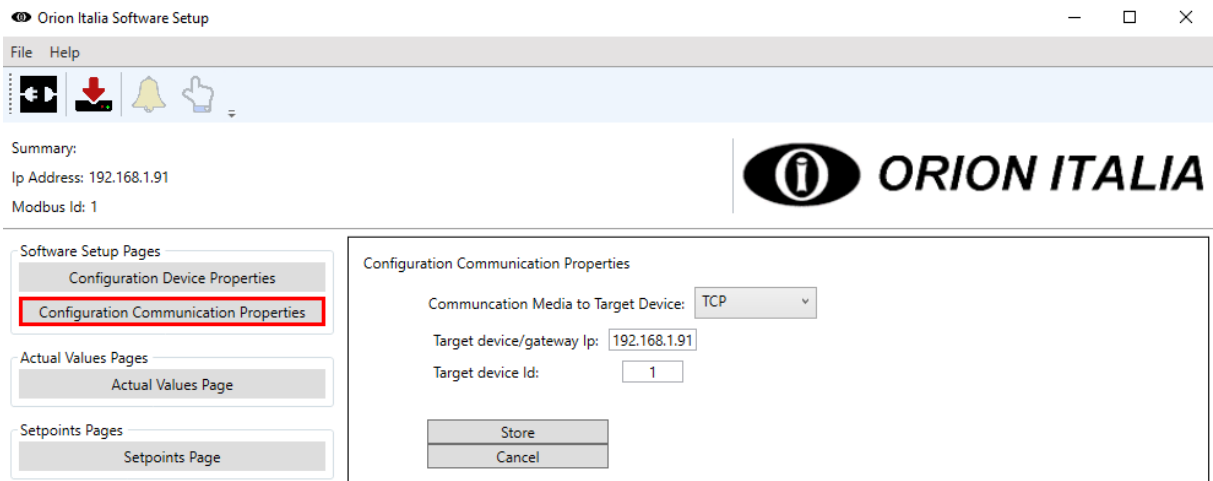 Orion Italia Software Setup
File Help
Summary:
Ip Address: 192.168.1.91
Modbus Id: 1
ORION ITALIA
Software Setup Pages
Configuration Device Properties
Configuration Communication Properties
Actual Values Pages
Actual Values Page
Setpoints Pages
Setpoints Page
Configuration Communication Properties
Communcation Media to Target Device: TCP
Target device/gateway Ip: 192.168.1.91
Target device Id: 1
Store
Cancel